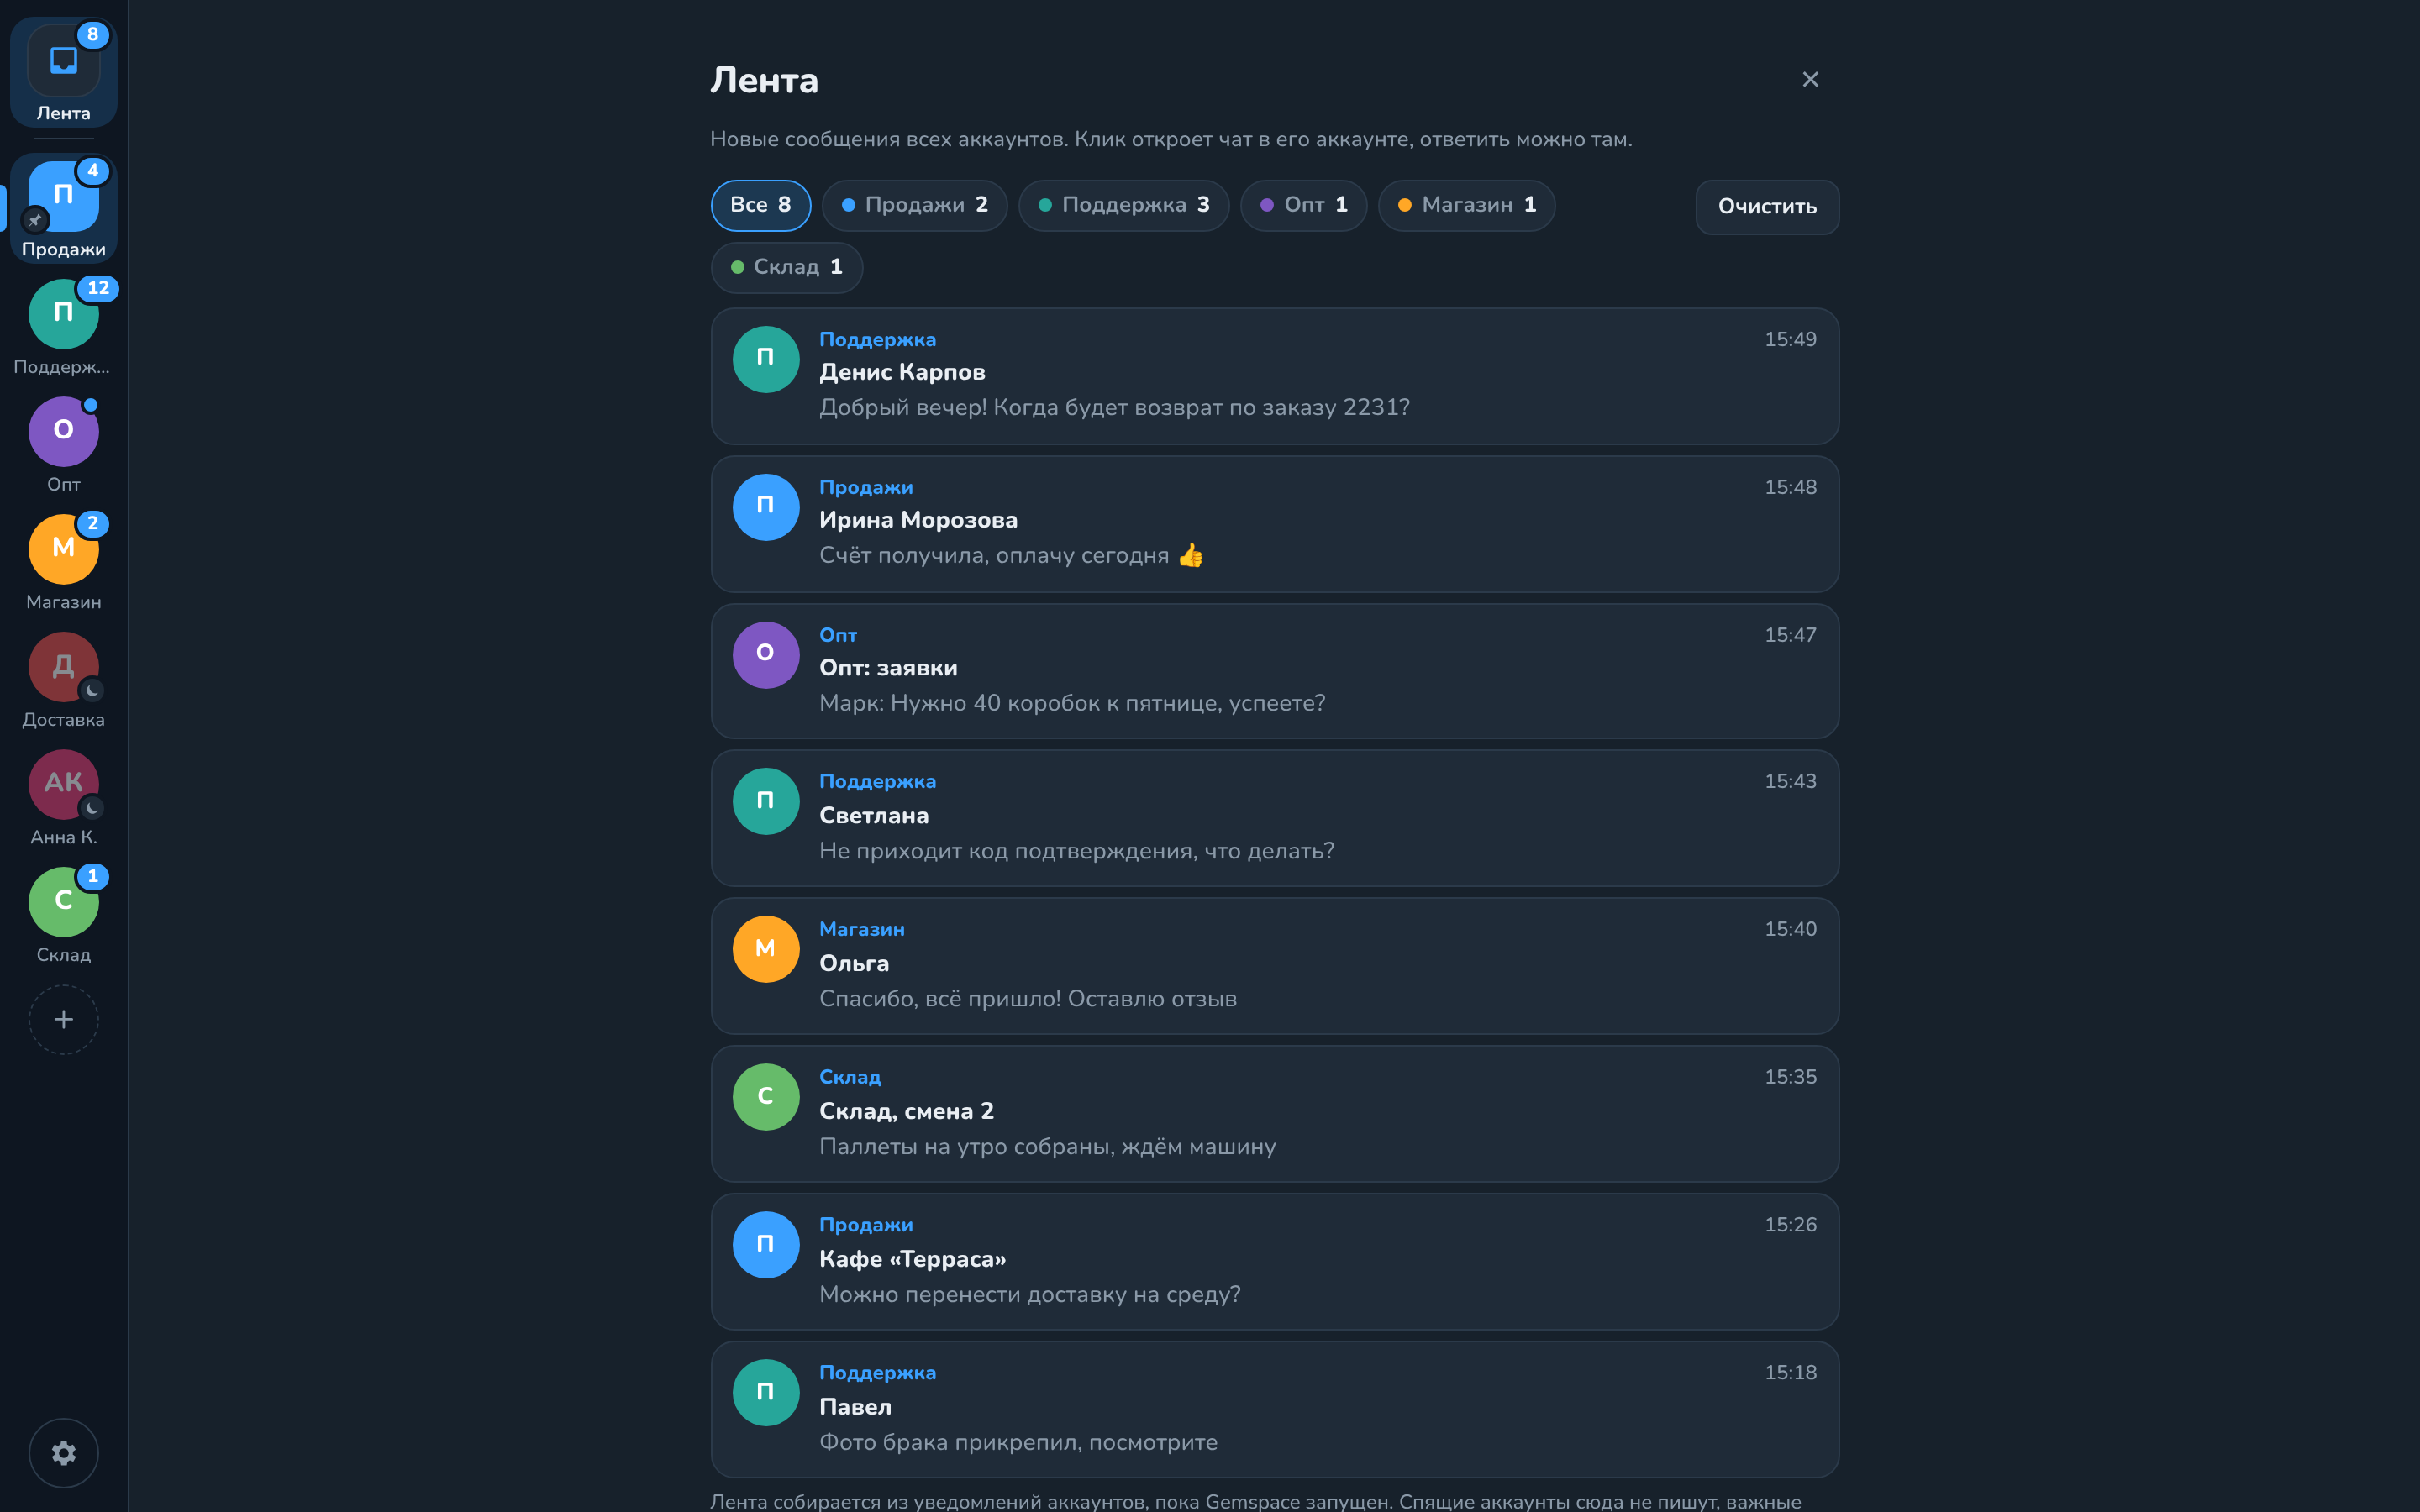 8
Лента
П
4
Продажи
П
12
Поддерж...
О
Опт
М
2
Магазин
Д
Доставка
АК
Анна К.
С
1
Склад
+
Лента
Новые сообщения всех аккаунтов. Клик откроет чат в его аккаунте, ответить можно там.
Все 8
Продажи 2
Поддержка 3
Опт 1
Магазин 1
Очистить
Склад 1
П
Поддержка
15:49
Денис Карпов
Добрый вечер! Когда будет возврат по заказу 2231?
П
Продажи
15:48
Ирина Морозова
Счёт получила, оплачу сегодня 👍
О
Опт
15:47
Опт: заявки
Марк: Нужно 40 коробок к пятнице, успеете?
П
Поддержка
15:43
Светлана
Не приходит код подтверждения, что делать?
М
Магазин
15:40
Ольга
Спасибо, всё пришло! Оставлю отзыв
С
Склад
15:35
Склад, смена 2
Паллеты на утро собраны, ждём машину
П
Продажи
15:26
Кафе «Терраса»
Можно перенести доставку на среду?
П
Поддержка
15:18
Павел
Фото брака прикрепил, посмотрите
Лента собирается из уведомлений аккаунтов, пока Gemspace запущен. Спящие аккаунты сюда не пишут, важные